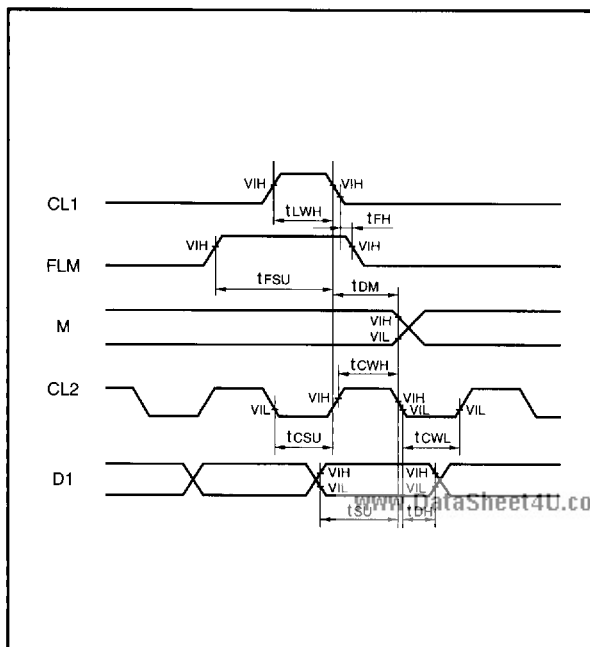 CL1 VIH VIH
tLWH tFH
FLM VIH VIH
tFSU tDM
M VIH
VIL
tCWH
CL2 VIL VIH VIH VIL VIL
tCSU tCWL
D1 VIH VIH
VIL VIL
tSU tDH
www.DataSheet4U.co